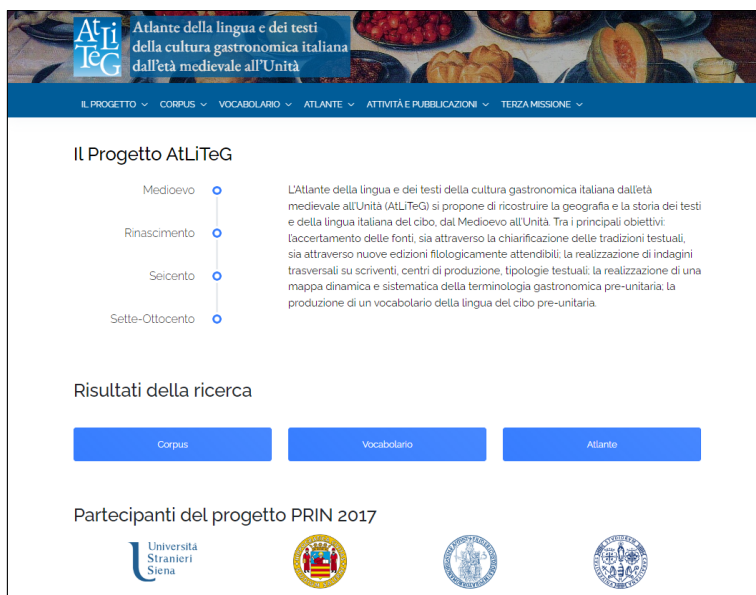 At Li
TeG
Atlante della lingua e dei testi
della cultura gastronomica italiana
dall'età medievale all'Unità
IL PROGETTO CORPUS VOCABOLARIO ATLANTE ATTIVITÀ E PUBBLICAZIONI TERZA MISSIONE
Il Progetto AtLiTeG
Medioevo
Rinascimento
Seicento
Sette-Ottocento
L'Atlante della lingua e dei testi della cultura gastronomica italiana dall'età
medievale all'Unità (AtLiTeG) si propone di ricostruire la geografia e la storia dei testi
e della lingua italiana del cibo, dal Medioevo all'Unità. Tra i principali obiettivi:
l'accertamento delle fonti, sia attraverso la chiarificazione delle tradizioni testuali,
sia attraverso nuove edizioni filologicamente attendibili; la realizzazione di indagini
trasversali su scriventi, centri di produzione, tipologie testuali; la realizzazione di una
mappa dinamica e sistematica della terminologia gastronomica pre-unitaria; la
produzione di un vocabolario della lingua del cibo pre-unitaria.
Risultati della ricerca
Corpus Vocabolario Atlante
Partecipanti del progetto PRIN 2017
Università
Stranieri
Siena